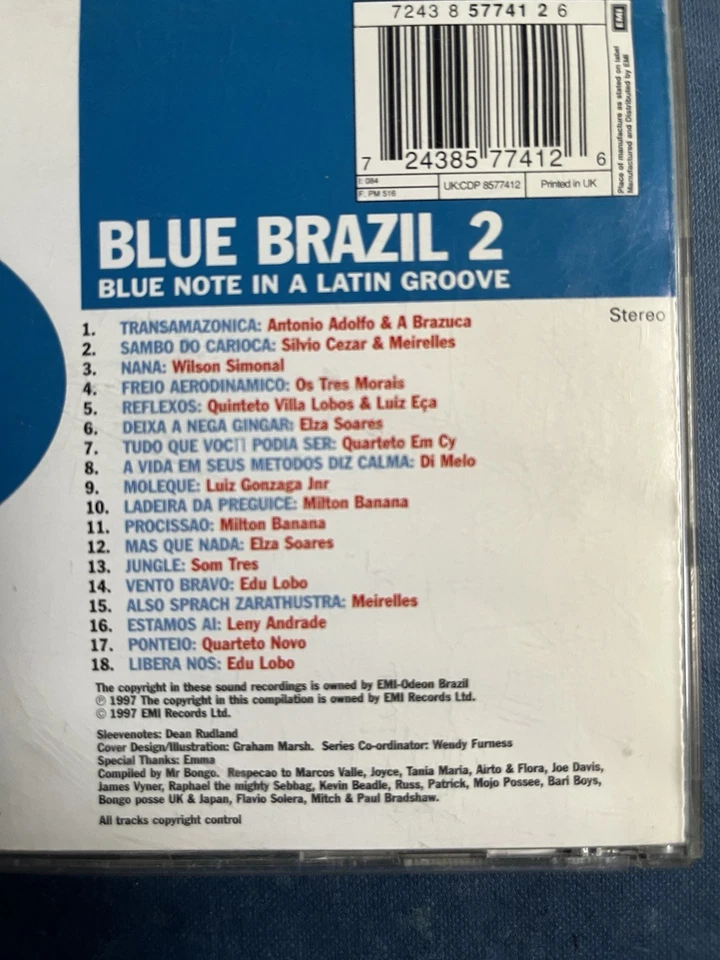 7243 8 57741 2 6
EMI
Place of manufacture as stated on label
Manufactured and Distributed by EMI
7 24385 77412 6
F. PM 516
UK:CDP 8577412
Printed in UK
BLUE BRAZIL 2
BLUE NOTE IN A LATIN GROOVE
Stereo
1. TRANSAMAZONICA: Antonio Adolfo & A Brazuca
2. SAMBO DO CARIOCA: Silvio Cezar & Meirelles
3. NANA: Wilson Simonal
4. FREIO AERODINAMICO: Os Tres Morais
5. REFLEXOS: Quinteto Villa Lobos & Luiz Eça
6. DEIXA A NEGA GINGAR: Elza Soares
7. TUDO QUE VOC PODIA SER: Quarteto Em Cy
8. A VIDA EM SEUS METODOS DIZ CALMA: Di Melo
9. MOLEQUE: Luiz Gonzaga Jnr
10. LADEIRA DA PREGUICE: Milton Banana
11. PROCISSAO: Milton Banana
12. MAS QUE NADA: Elza Soares
13. JUNGLE: Som Tres
14. VENTO BRAVO: Edu Lobo
15. ALSO SPRACH ZARATHUSTRA: Meirelles
16. ESTAMOS AI: Leny Andrade
17. PONTEIO: Quarteto Novo
18. LIBERA NOS: Edu Lobo
The copyright in these sound recordings is owned by EMI-Odeon Brazil
℗ 1997 The copyright in this compilation is owned by EMI Records Ltd.
© 1997 EMI Records Ltd.
Sleevenotes: Dean Rudland
Cover Design/Illustration: Graham Marsh. Series Co-ordinator: Wendy Furness
Special Thanks: Emma
Compiled by Mr Bongo. Respecao to Marcos Valle, Joyce, Tania Maria, Airto & Flora, Joe Davis,
James Vyner, Raphael the mighty Sebbag, Kevin Beadle, Russ, Patrick, Mojo Possee, Bari Boys,
Bongo posse UK & Japan, Flavio Solera, Mitch & Paul Bradshaw.
All tracks copyright control